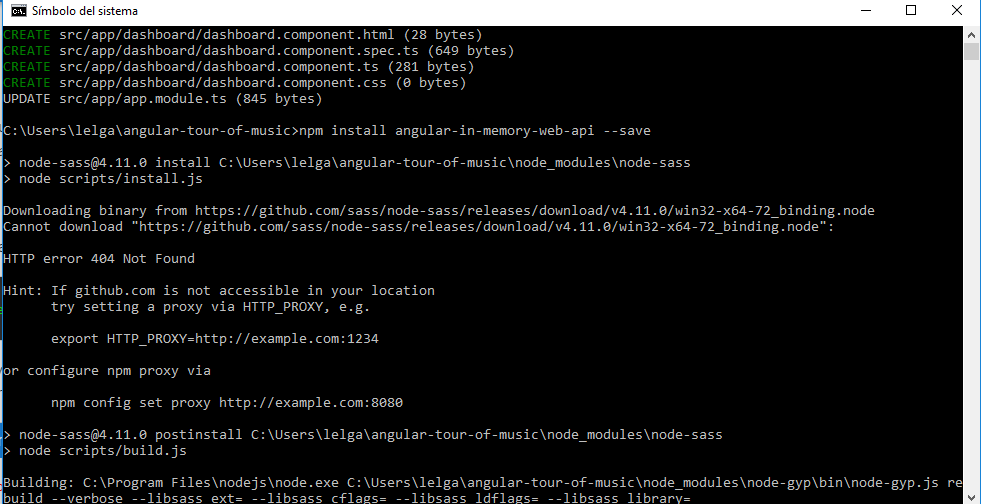 Símbolo del sistema
CREATE src/app/dashboard/dashboard.component.html (28 bytes)
CREATE src/app/dashboard/dashboard.component.spec.ts (649 bytes)
CREATE src/app/dashboard/dashboard.component.ts (281 bytes)
CREATE src/app/dashboard/dashboard.component.css (0 bytes)
UPDATE src/app/app.module.ts (845 bytes)
C:\Users\lelga\angular-tour-of-music>npm install angular-in-memory-web-api --save
> node-sass@4.11.0 install C:\Users\lelga\angular-tour-of-music\node_modules\node-sass
> node scripts/install.js
Downloading binary from https://github.com/sass/node-sass/releases/download/v4.11.0/win32-x64-72_binding.node
Cannot download "https://github.com/sass/node-sass/releases/download/v4.11.0/win32-x64-72_binding.node":
HTTP error 404 Not Found
Hint: If github.com is not accessible in your location
try setting a proxy via HTTP_PROXY, e.g.
export HTTP_PROXY=http://example.com:1234
or configure npm proxy via
npm config set proxy http://example.com:8080
> node-sass@4.11.0 postinstall C:\Users\lelga\angular-tour-of-music\node_modules\node-sass
> node scripts/build.js
Building: C:\Program Files\nodejs\node.exe C:\Users\lelga\angular-tour-of-music\node_modules\node-gyp\bin\node-gyp.js re
build --verbose --libsass_ext= --libsass_cflags= --libsass_ldflags= --libsass_library=